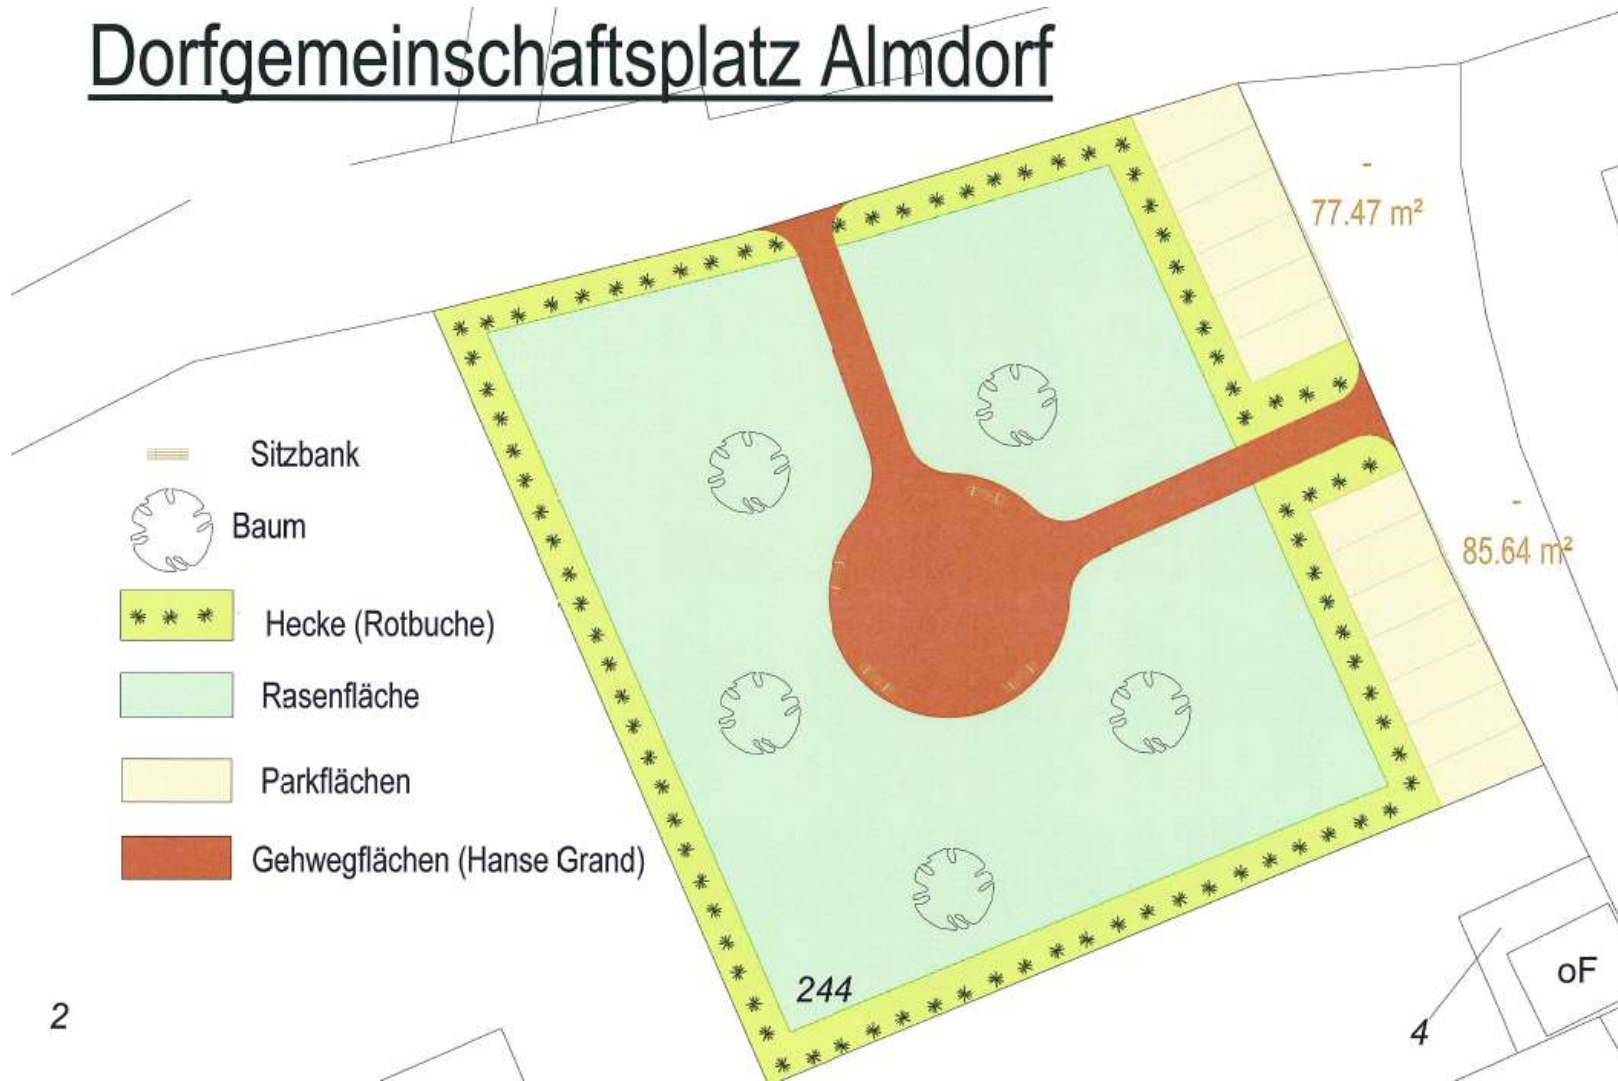 Dorfgemeinschaftsplatz Almdorf
-
77.47 m²
Sitzbank
Baum
-
85.64 m²
Hecke (Rotbuche)
Rasenfläche
Parkflächen
Gehwegflächen (Hanse Grand)
244
oF
2
4